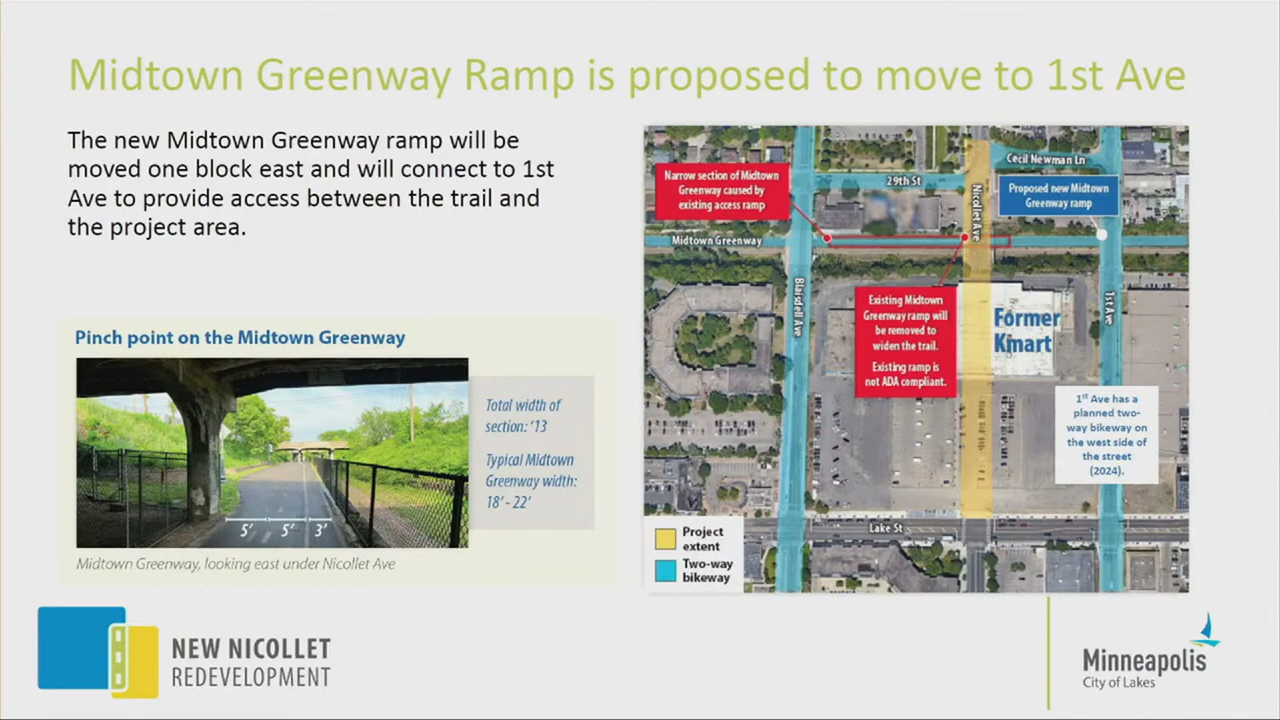 Midtown Greenway Ramp is proposed to move to 1st Ave
The new Midtown Greenway ramp will be
moved one block east and will connect to 1st
Ave to provide access between the trail and
the project area.
Pinch point on the Midtown Greenway
5' 5' 3'
Total width of
section: '13
Typical Midtown
Greenway width:
18' - 22'
Midtown Greenway, looking east under Nicollet Ave
Narrow section of Midtown
Greenway caused by
existing access ramp
29th St
Cecil Newman Ln
Nicollet Ave
Proposed new Midtown
Greenway ramp
Midtown Greenway
Blaisdell Ave
Existing Midtown
Greenway ramp will
be removed to
widen the trail.
Existing ramp is
not ADA compliant.
Former
Kmart
1st Ave
1st Ave has a
planned two-
way bikeway on
the west side of
the street
(2024).
Lake St
Project
extent
Two-way
bikeway
NEW NICOLLET
REDEVELOPMENT
Minneapolis
City of Lakes